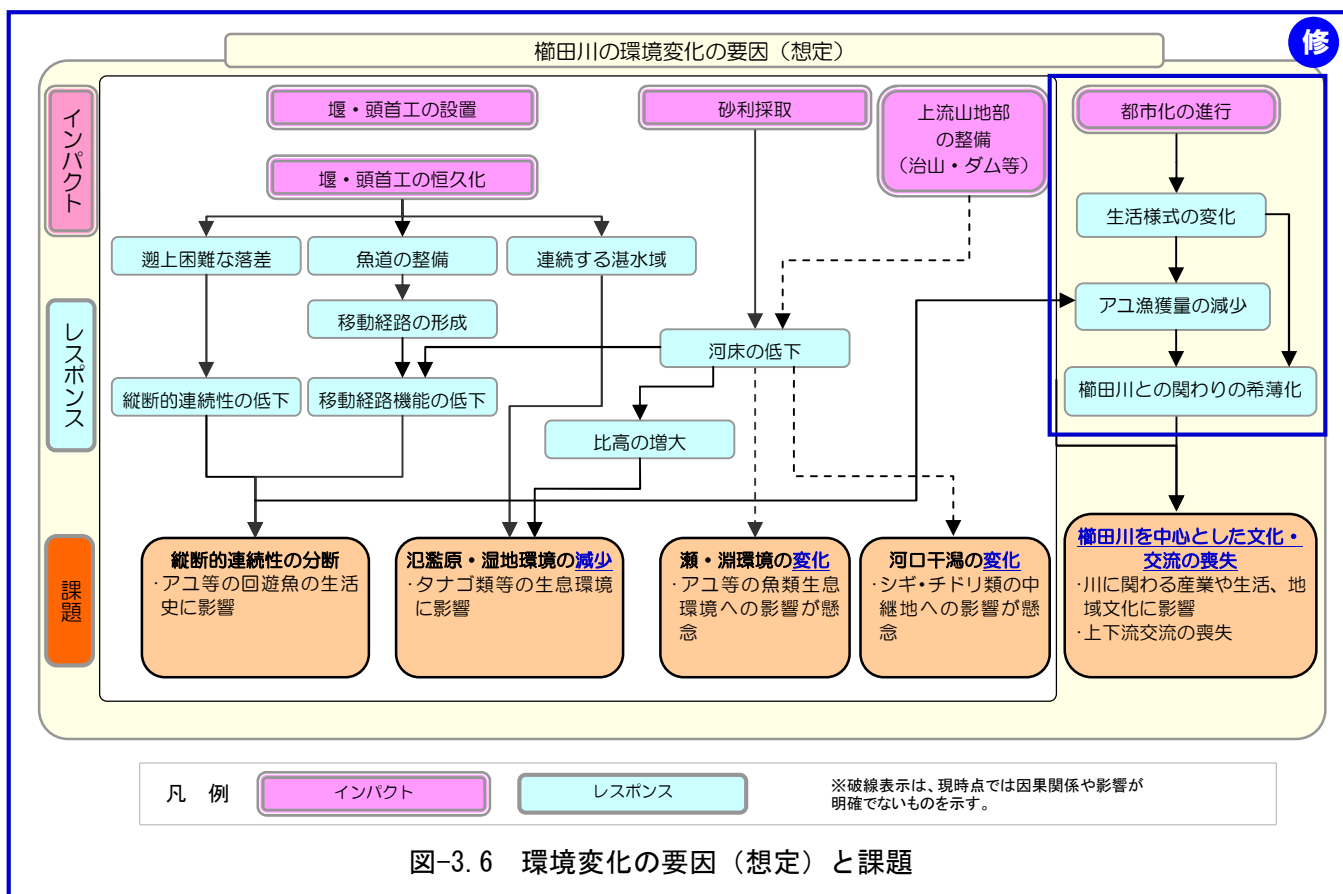 修
櫛田川の環境変化の要因（想定）
インパクト
堰・頭首工の設置
砂利採取
上流山地部
の整備
（治山・ダム等）
都市化の進行
堰・頭首工の恒久化
生活様式の変化
遡上困難な落差
魚道の整備
連続する湛水域
レスポンス
アユ漁獲量の減少
移動経路の形成
河床の低下
縦断的連続性の低下
移動経路機能の低下
櫛田川との関わりの希薄化
比高の増大
課題
縦断的連続性の分断
・アユ等の回遊魚の生活
史に影響
氾濫原・湿地環境の減少
・タナゴ類等の生息環境
に影響
瀬・淵環境の変化
・アユ等の魚類生息
環境への影響が懸
念
河口干潟の変化
・シギ・チドリ類の中
継地への影響が懸
念
櫛田川を中心とした文化・
交流の喪失
・川に関わる産業や生活、地
域文化に影響
・上下流交流の喪失
凡　例
インパクト
レスポンス
※破線表示は、現時点では因果関係や影響が
明確でないものを示す。
図-3.6　環境変化の要因（想定）と課題